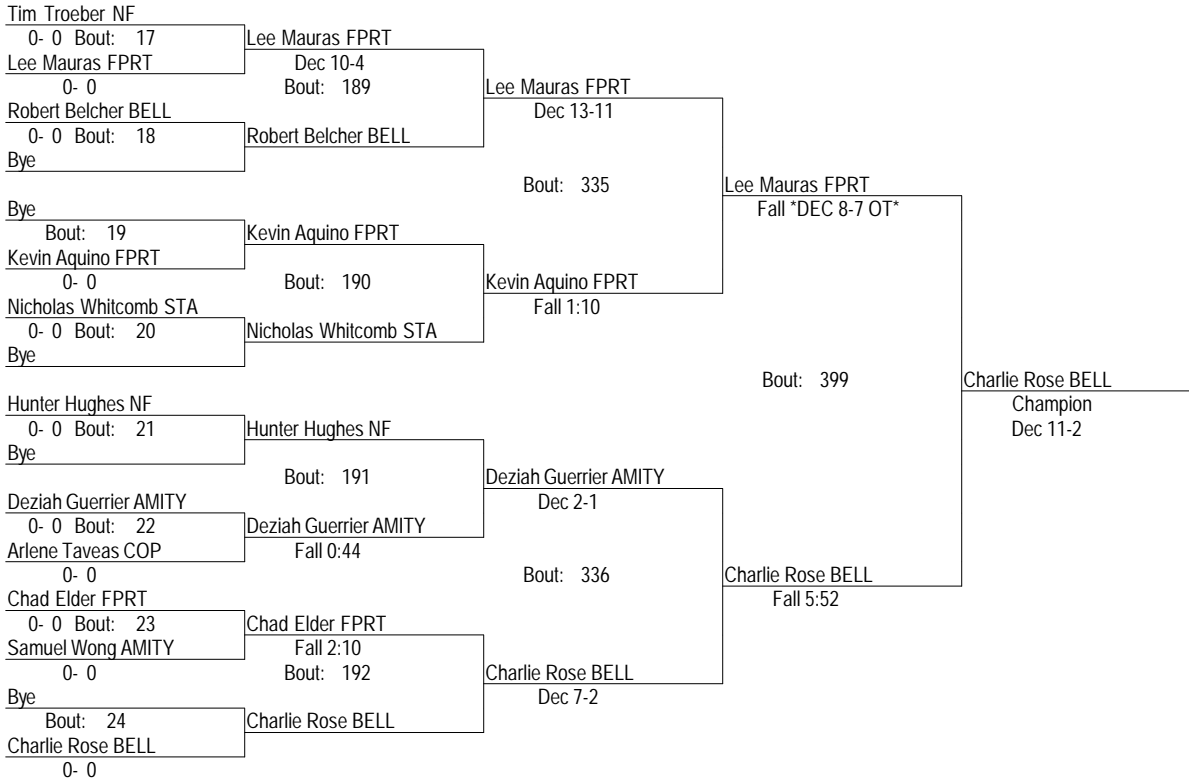 Tim Troeber NF
0- 0 Bout: 17
Lee Mauras FPRT
0- 0
Robert Belcher BELL
0- 0 Bout: 18
Bye
Bye
Bout: 19
Kevin Aquino FPRT
0- 0
Nicholas Whitcomb STA
0- 0 Bout: 20
Bye
Hunter Hughes NF
0- 0 Bout: 21
Bye
Deziah Guerrier AMITY
0- 0 Bout: 22
Arlene Taveas COP
0- 0
Chad Elder FPRT
0- 0 Bout: 23
Samuel Wong AMITY
0- 0
Bye
Bout: 24
Charlie Rose BELL
0- 0
Lee Mauras FPRT
Dec 10-4
Bout: 189
Robert Belcher BELL
Kevin Aquino FPRT
Bout: 190
Nicholas Whitcomb STA
Hunter Hughes NF
Bout: 191
Deziah Guerrier AMITY
Fall 0:44
Chad Elder FPRT
Fall 2:10
Bout: 192
Charlie Rose BELL
Lee Mauras FPRT
Dec 13-11
Bout: 335
Kevin Aquino FPRT
Fall 1:10
Deziah Guerrier AMITY
Dec 2-1
Bout: 336
Charlie Rose BELL
Dec 7-2
Lee Mauras FPRT
Fall *DEC 8-7 OT*
Bout: 399
Charlie Rose BELL
Fall 5:52
Charlie Rose BELL
Champion
Dec 11-2